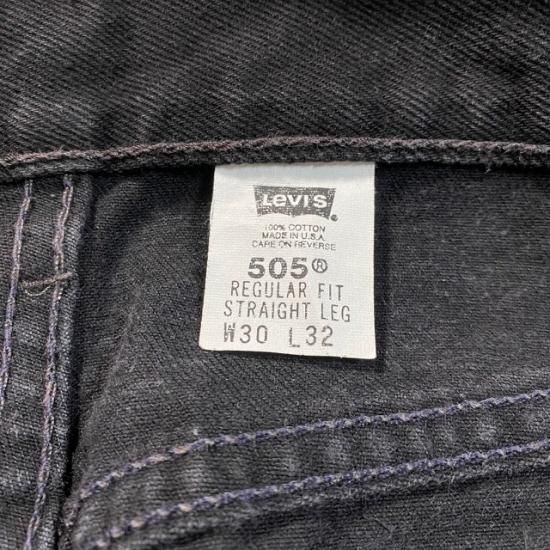 Levi's
100% COTTON
MADE IN U.S.A.
CARE ON REVERSE
505®
REGULAR FIT
STRAIGHT LEG
W30 L32